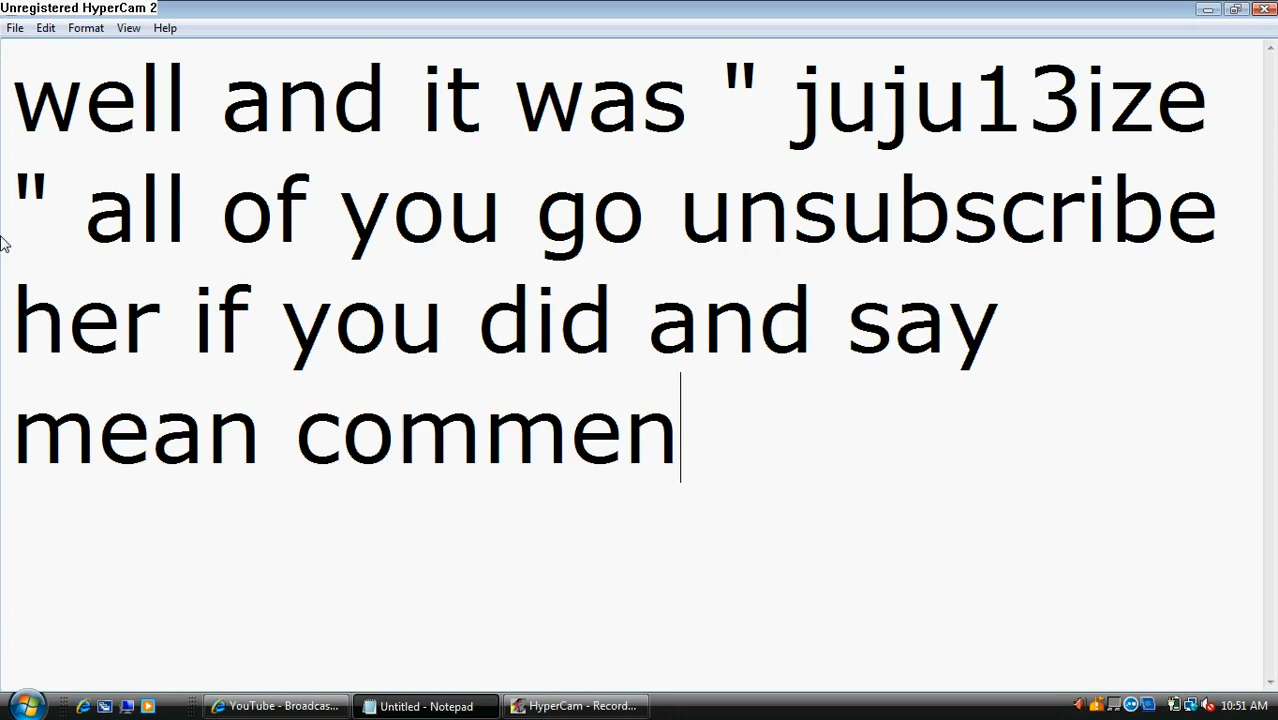 Unregistered HyperCam 2
File Edit Format View Help
well and it was " juju13ize
" all of you go unsubscribe
her if you did and say
mean commen
YouTube - Broadcas... Untitled - Notepad HyperCam - Record... 10:51 AM